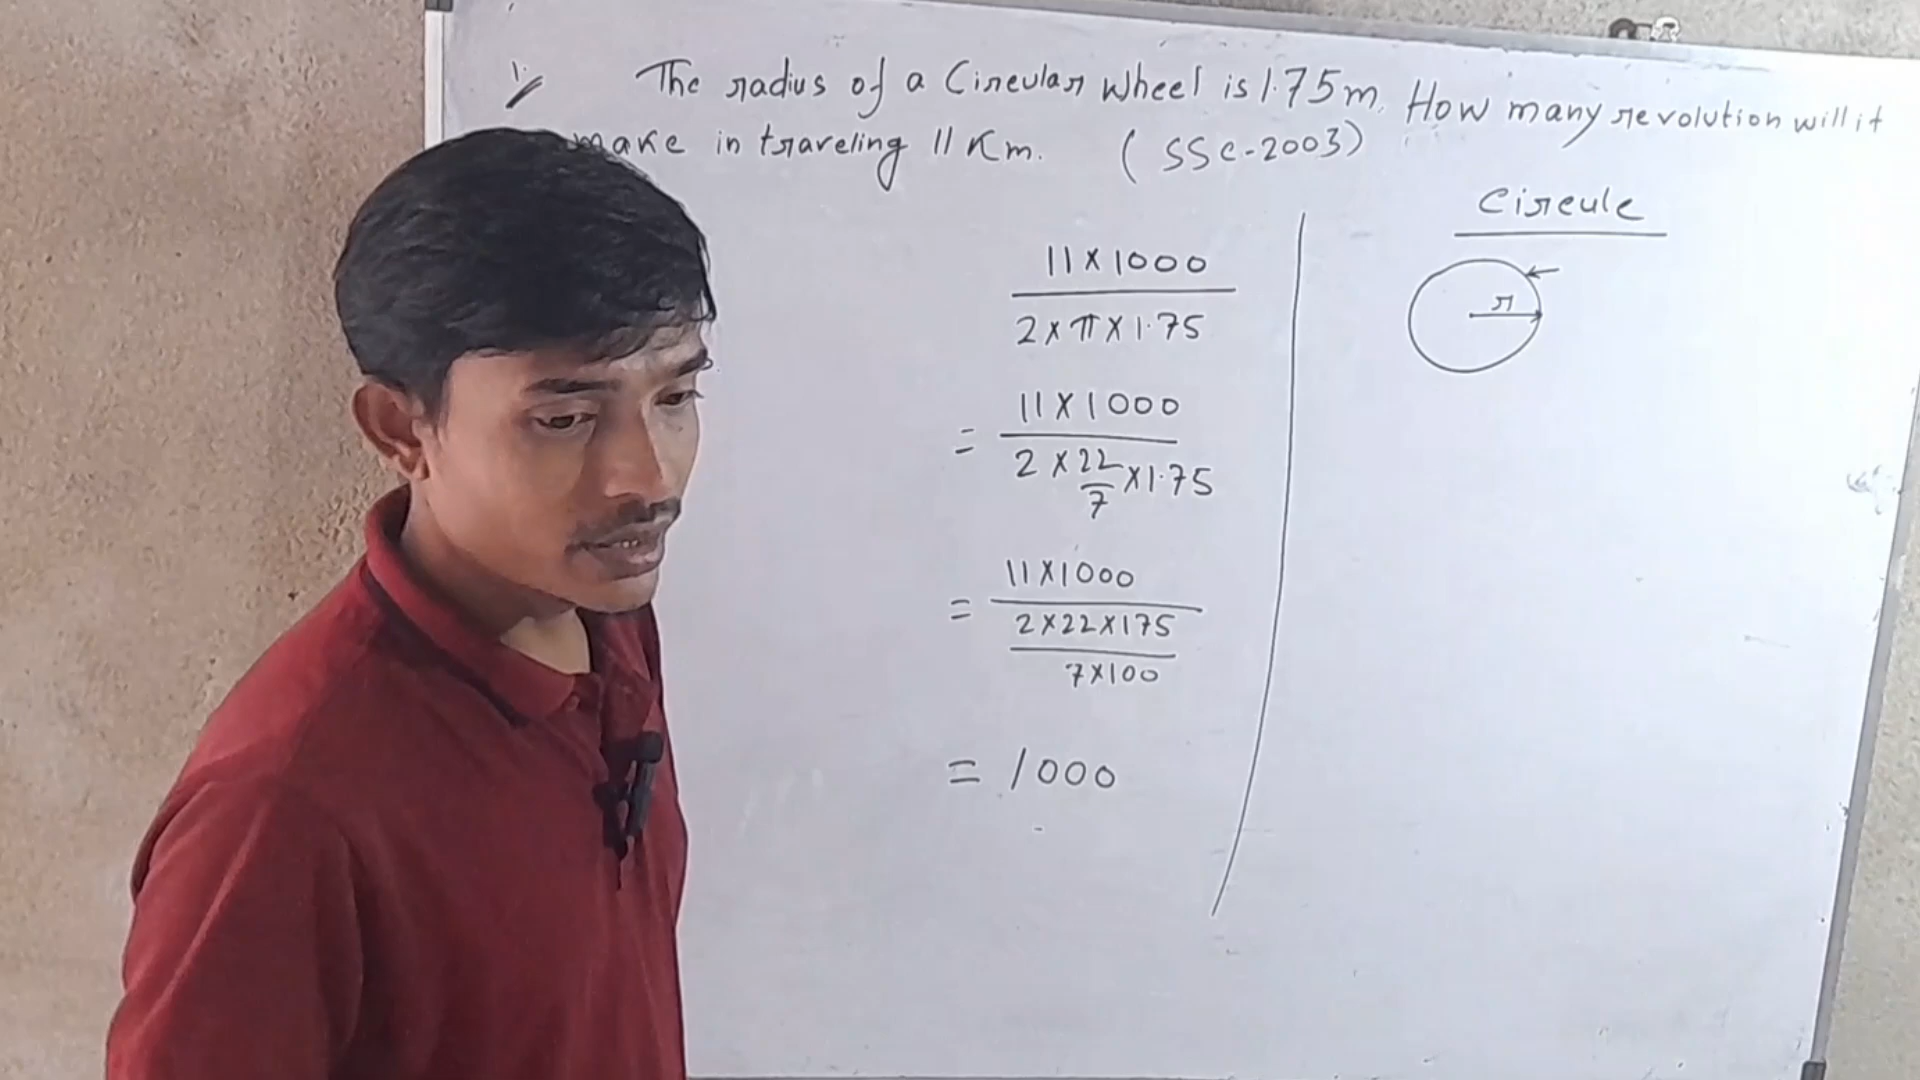 1. The radius of a Circular wheel is 1.75m. How many revolution will it
make in traveling 11 Km. (SSC-2003)
11 x 1000
2 x π x 1.75
= 11 x 1000
2 x 22/7 x 1.75
= 11 x 1000
2 x 22 x 175
7 x 100
= 1000
Circule
r